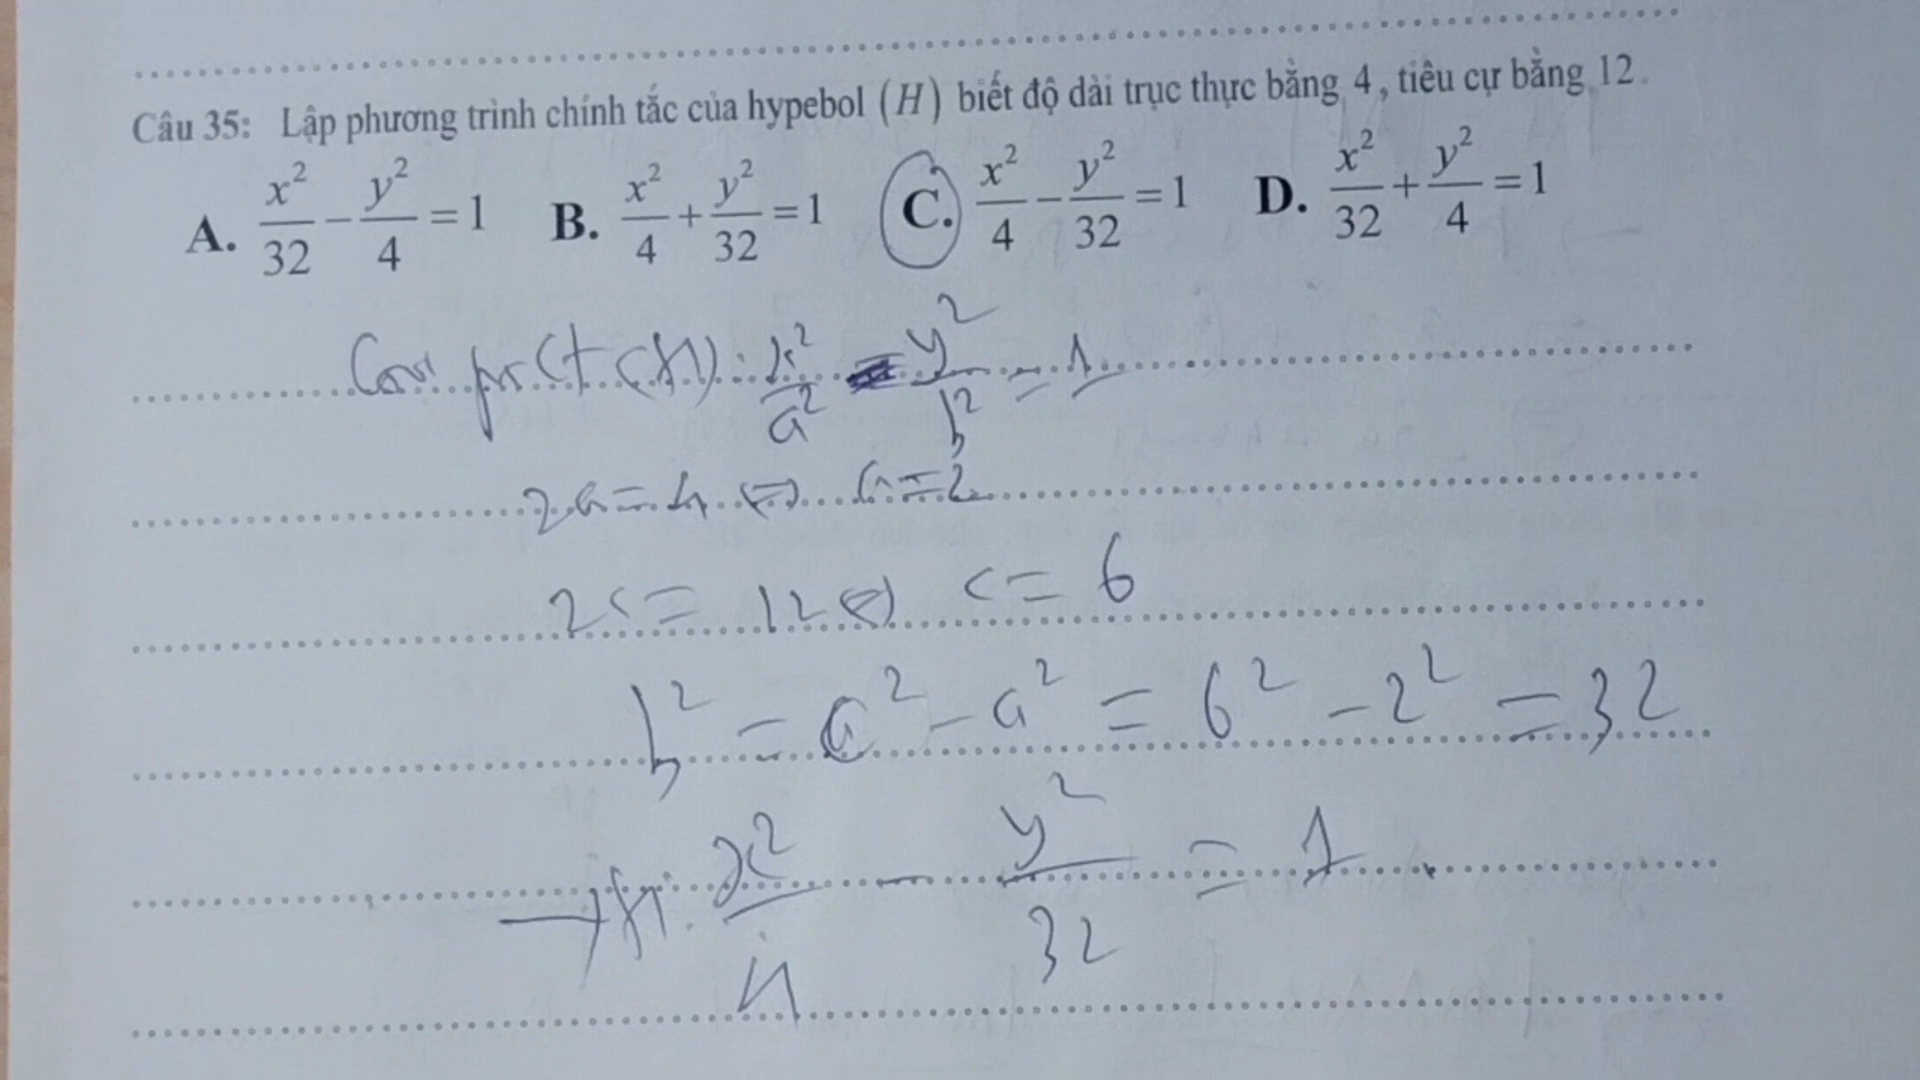 Câu 35: Lập phương trình chính tắc của hypebol (H) biết độ dài trục thực bằng 4, tiêu cự bằng 12.
A. x²/32 − y²/4 = 1 B. x²/4 + y²/32 = 1 C. x²/4 − y²/32 = 1 D. x²/32 + y²/4 = 1
(H): x²/a² − y²/b² = 1
2a = 4 ⇔ a = 2
2c = 12 ⇔ c = 6
b² = c² − a² = 6² − 2² = 32
→ x²/4 − y²/32 = 1.